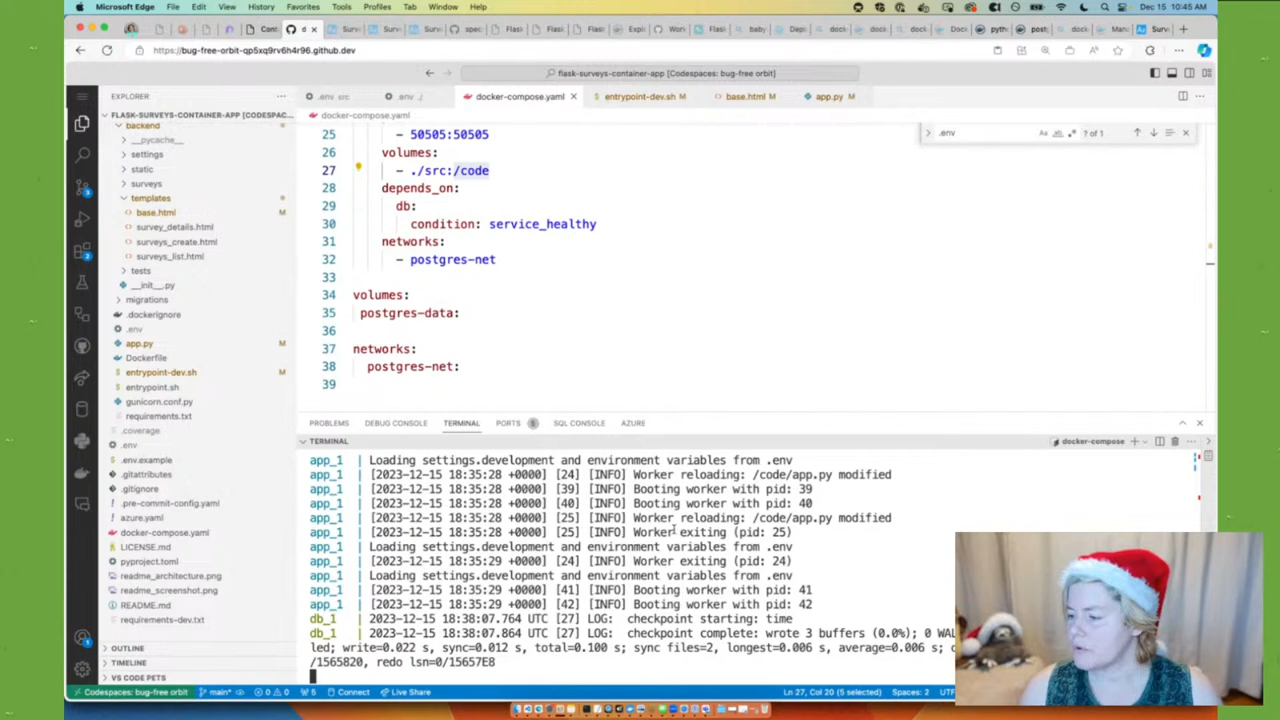 Microsoft Edge File Edit View History Favorites Tools Profiles Tab Window Help
Dec 15 10:45 AM
https://bug-free-orbit-qp5xq9rv6h4r96.github.dev
flask-surveys-container-app [Codespaces: bug-free orbit]
EXPLORER
.env src
.env ./
docker-compose.yaml
entrypoint-dev.sh M
base.html M
app.py M
FLASK-SURVEYS-CONTAINER-APP [CODESPAC...
docker-compose.yaml
backend
__pycache__
settings
static
surveys
templates
base.html M
survey_details.html
surveys_create.html
surveys_list.html
tests
__init__.py
migrations
.dockerignore
.env
app.py M
Dockerfile
entrypoint-dev.sh M
entrypoint.sh
gunicorn.conf.py
requirements.txt
.coverage
.env
.env.example
.gitattributes
.gitignore
.pre-commit-config.yaml
azure.yaml
docker-compose.yaml
LICENSE.md
pyproject.toml
readme_architecture.png
readme_screenshot.png
README.md
requirements-dev.txt
OUTLINE
TIMELINE
VS CODE PETS
.env
? of 1
25 - 50505:50505
26 volumes:
27 - ./src:/code
28 depends_on:
29 db:
30 condition: service_healthy
31 networks:
32 - postgres-net
33
34 volumes:
35 postgres-data:
36
37 networks:
38 postgres-net:
39
PROBLEMS DEBUG CONSOLE TERMINAL PORTS 5 SQL CONSOLE AZURE
TERMINAL
docker-compose
app_1 | Loading settings.development and environment variables from .env
app_1 | [2023-12-15 18:35:28 +0000] [24] [INFO] Worker reloading: /code/app.py modified
app_1 | [2023-12-15 18:35:28 +0000] [39] [INFO] Booting worker with pid: 39
app_1 | [2023-12-15 18:35:28 +0000] [40] [INFO] Booting worker with pid: 40
app_1 | [2023-12-15 18:35:28 +0000] [25] [INFO] Worker reloading: /code/app.py modified
app_1 | [2023-12-15 18:35:28 +0000] [25] [INFO] Worker exiting (pid: 25)
app_1 | Loading settings.development and environment variables from .env
app_1 | [2023-12-15 18:35:29 +0000] [24] [INFO] Worker exiting (pid: 24)
app_1 | Loading settings.development and environment variables from .env
app_1 | [2023-12-15 18:35:29 +0000] [41] [INFO] Booting worker with pid: 41
app_1 | [2023-12-15 18:35:29 +0000] [42] [INFO] Booting worker with pid: 42
db_1 | 2023-12-15 18:38:07.764 UTC [27] LOG: checkpoint starting: time
db_1 | 2023-12-15 18:38:07.864 UTC [27] LOG: checkpoint complete: wrote 3 buffers (0.0%); 0 WAL
led; write=0.022 s, sync=0.012 s, total=0.100 s; sync files=2, longest=0.006 s, average=0.006 s;
/1565820, redo lsn=0/15657E8
Codespaces: bug-free orbit main* 0 0 5 Connect Live Share
Ln 27, Col 20 (5 selected) Spaces: 2